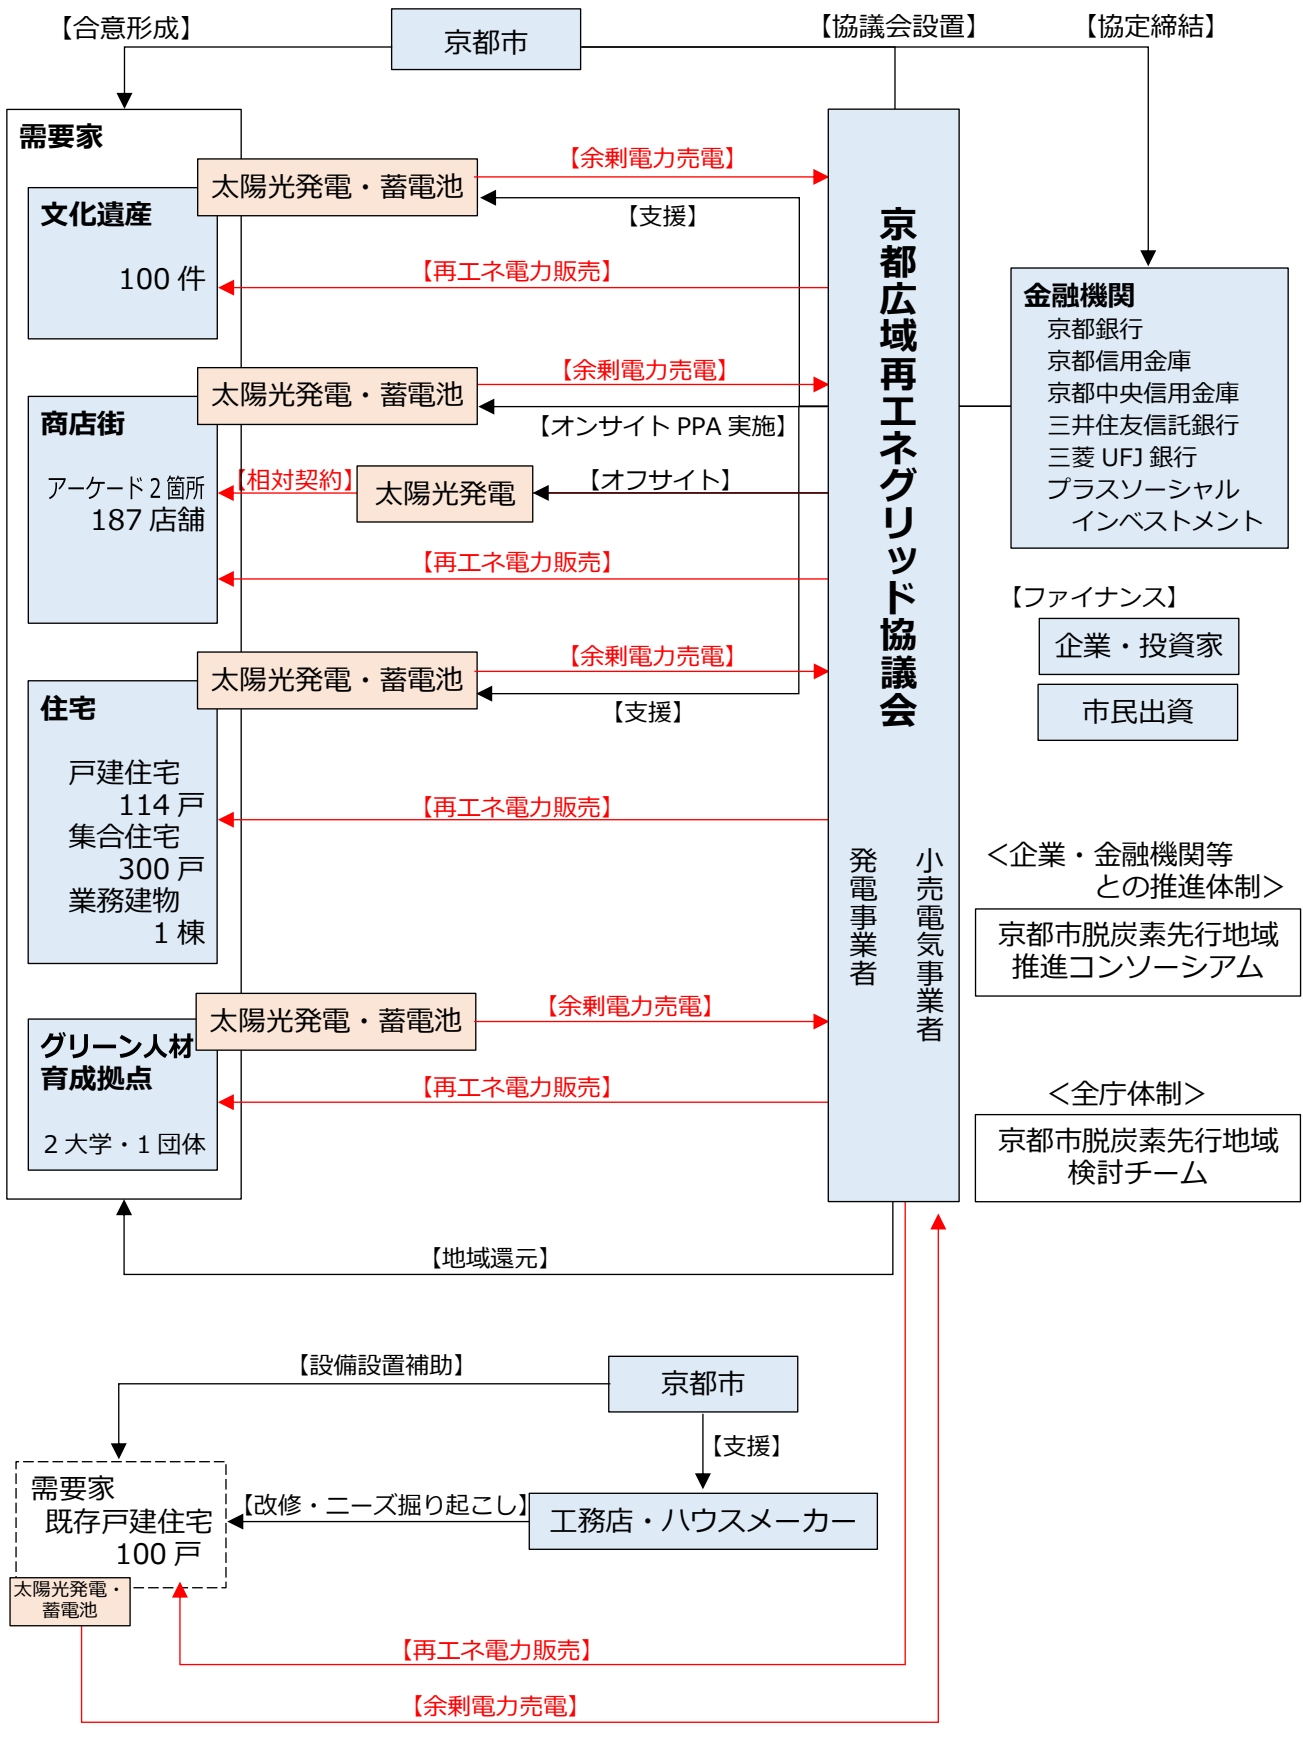 【合意形成】
京都市
【協議会設置】
【協定締結】
需要家
太陽光発電・蓄電池
【余剰電力売電】
【支援】
文化遺産
100 件
【再エネ電力販売】
太陽光発電・蓄電池
【余剰電力売電】
【オンサイト PPA 実施】
商店街
アーケード 2 箇所
187 店舗
【相対契約】
太陽光発電
【オフサイト】
【再エネ電力販売】
太陽光発電・蓄電池
【余剰電力売電】
【支援】
住宅
戸建住宅
114 戸
集合住宅
300 戸
業務建物
1 棟
【再エネ電力販売】
太陽光発電・蓄電池
【余剰電力売電】
グリーン人材
育成拠点
2 大学・1 団体
【再エネ電力販売】
京都広域再エネグリッド協議会
発電事業者
小売電気事業者
金融機関
京都銀行
京都信用金庫
京都中央信用金庫
三井住友信託銀行
三菱 UFJ 銀行
プラスソーシャル
インベストメント
【ファイナンス】
企業・投資家
市民出資
＜企業・金融機関等
との推進体制＞
京都市脱炭素先行地域
推進コンソーシアム
＜全庁体制＞
京都市脱炭素先行地域
検討チーム
【地域還元】
【設備設置補助】
京都市
【支援】
需要家
既存戸建住宅
100 戸
【改修・ニーズ掘り起こし】
工務店・ハウスメーカー
太陽光発電・
蓄電池
【再エネ電力販売】
【余剰電力売電】